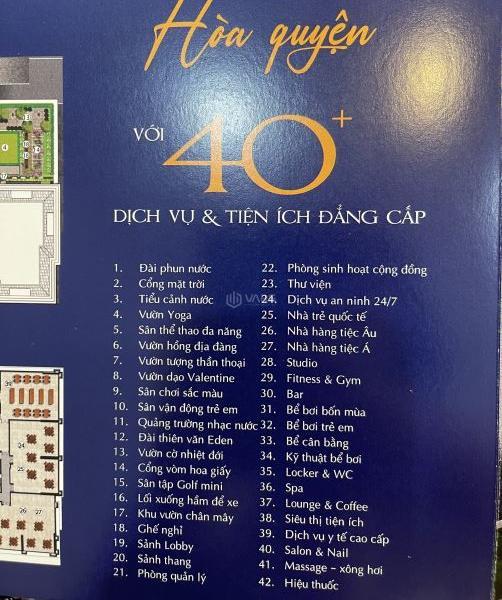 Hòa quyện
VỚI
40+
DỊCH VỤ & TIỆN ÍCH ĐẲNG CẤP
1. Đài phun nước
2. Cổng mặt trời
3. Tiểu cảnh nước
4. Vườn Yoga
5. Sân thể thao đa năng
6. Vườn hồng địa đàng
7. Vườn tượng thần thoại
8. Vườn dạo Valentine
9. Sân chơi sắc màu
10. Sân vận động trẻ em
11. Quảng trường nhạc nước
12. Đài thiên văn Eden
13. Vườn cờ nhiệt đới
14. Cổng vòm hoa giấy
15. Sân tập Golf mini
16. Lối xuống hầm để xe
17. Khu vườn chân mây
18. Ghế nghỉ
19. Sảnh Lobby
20. Sảnh thang
21. Phòng quản lý
22. Phòng sinh hoạt cộng đồng
23. Thư viện
24. Dịch vụ an ninh 24/7
25. Nhà trẻ quốc tế
26. Nhà hàng tiệc Âu
27. Nhà hàng tiệc Á
28. Studio
29. Fitness & Gym
30. Bar
31. Bể bơi bốn mùa
32. Bể bơi trẻ em
33. Bể cân bằng
34. Kỹ thuật bể bơi
35. Locker & WC
36. Spa
37. Lounge & Coffee
38. Siêu thị tiện ích
39. Dịch vụ y tế cao cấp
40. Salon & Nail
41. Massage – xông hơi
42. Hiệu thuốc